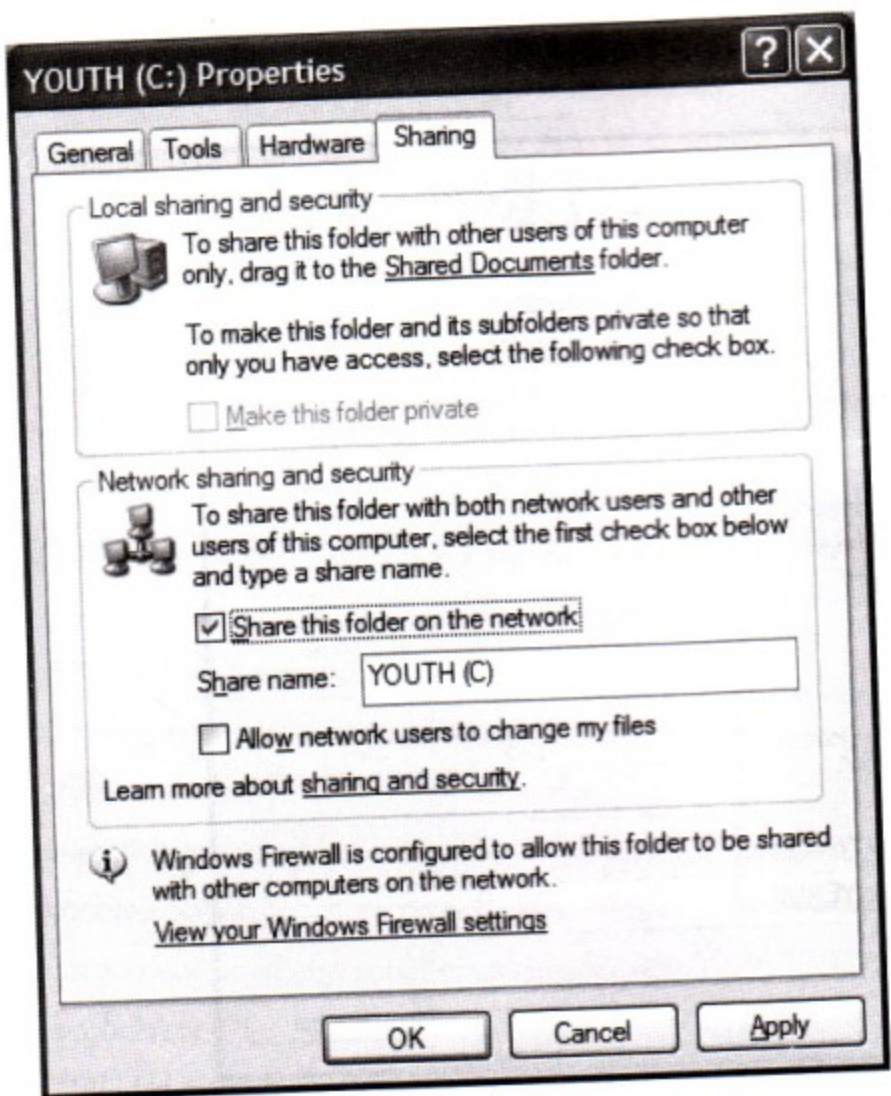 YOUTH (C:) Properties
General Tools Hardware Sharing
Local sharing and security
To share this folder with other users of this computer
only, drag it to the Shared Documents folder.
To make this folder and its subfolders private so that
only you have access, select the following check box.
Make this folder private
Network sharing and security
To share this folder with both network users and other
users of this computer, select the first check box below
and type a share name.
Share this folder on the network
Share name: YOUTH (C)
Allow network users to change my files
Learn more about sharing and security.
Windows Firewall is configured to allow this folder to be shared
with other computers on the network.
View your Windows Firewall settings
OK Cancel Apply